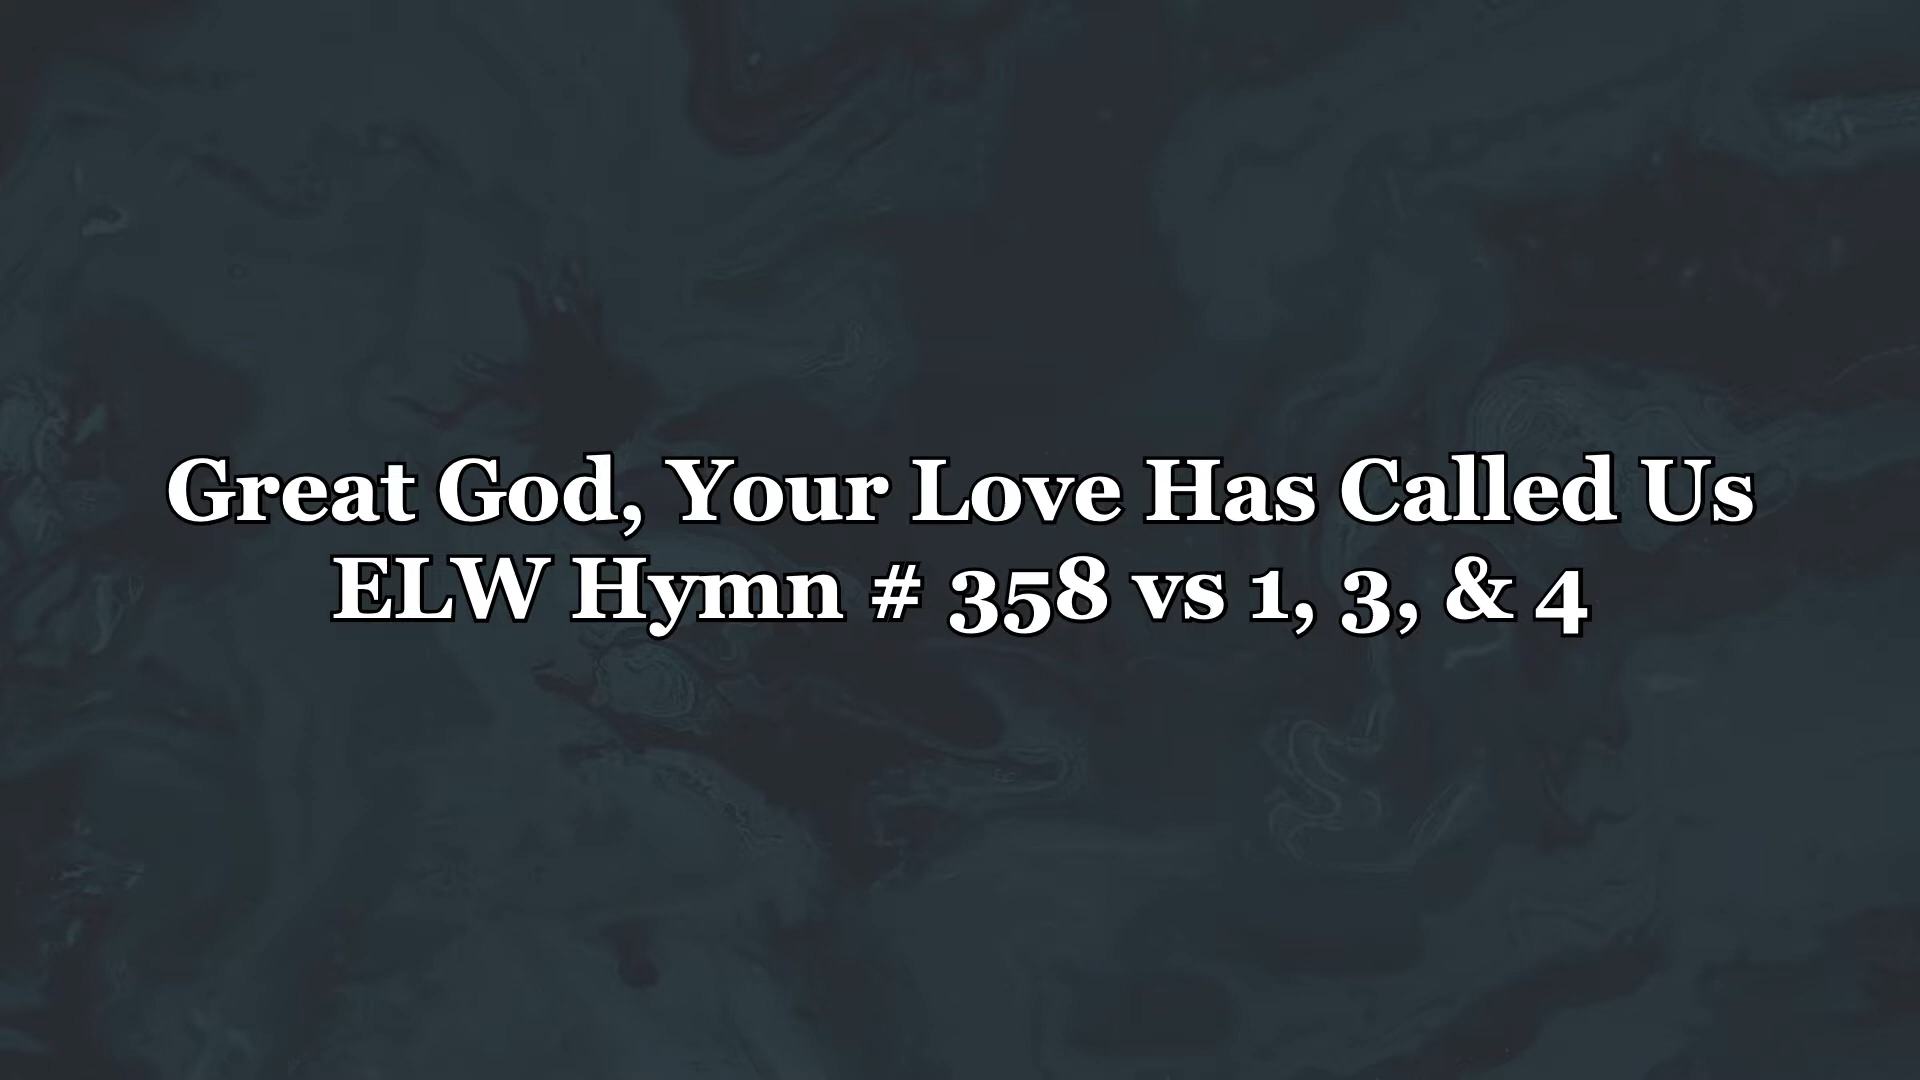 Great God, Your Love Has Called Us
ELW Hymn # 358 vs 1, 3, & 4